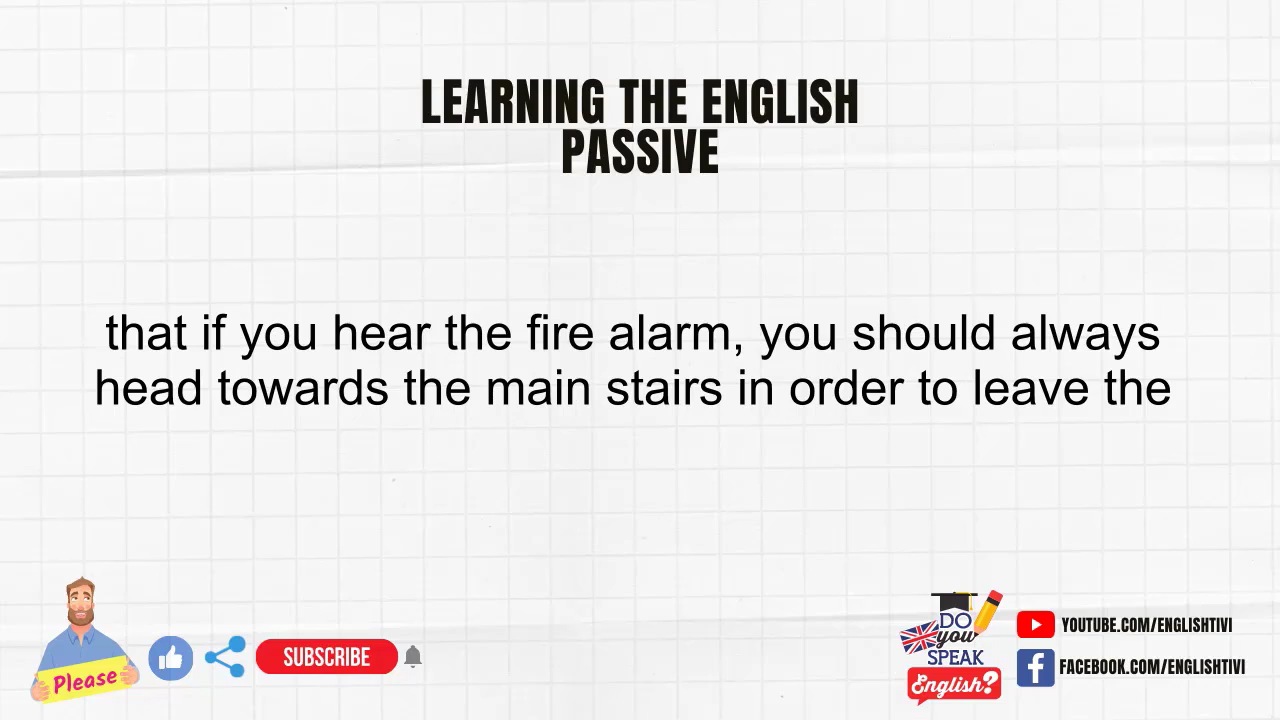 LEARNING THE ENGLISH
PASSIVE
that if you hear the fire alarm, you should always
head towards the main stairs in order to leave the
Please
SUBSCRIBE
DO
you
SPEAK
English?
YOUTUBE.COM/ENGLISHTIVI
FACEBOOK.COM/ENGLISHTIVI